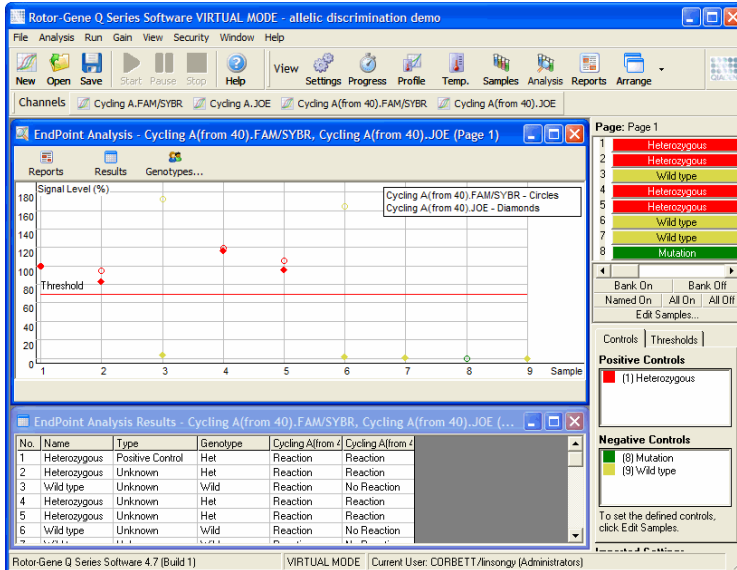 Rotor-Gene Q Series Software VIRTUAL MODE - allelic discrimination demo
File Analysis Run Gain View Security Window Help
New Open Save Start Pause Stop Help View Settings Progress Profile Temp. Samples Analysis Reports Arrange
Channels Cycling A.FAM/SYBR Cycling A.JOE Cycling A(from 40).FAM/SYBR Cycling A(from 40).JOE
EndPoint Analysis - Cycling A(from 40).FAM/SYBR, Cycling A(from 40).JOE (Page 1)
Reports Results Genotypes...
Signal Level (%)
Cycling A(from 40).FAM/SYBR - Circles
Cycling A(from 40).JOE - Diamonds
180
160
140
120
100
80
Threshold
60
40
20
0
1 2 3 4 5 6 7 8 9 Sample
Page: Page 1
1 Heterozygous
2 Heterozygous
3 Wild type
4 Heterozygous
5 Heterozygous
6 Wild type
7 Wild type
8 Mutation
Bank On Bank Off
Named On All On All Off
Edit Samples...
Controls Thresholds
Positive Controls
(1) Heterozygous
Negative Controls
(8) Mutation
(9) Wild type
To set the defined controls,
click Edit Samples.
Imported Settings
EndPoint Analysis Results - Cycling A(from 40).FAM/SYBR, Cycling A(from 40).JOE (...
No. Name Type Genotype Cycling A(from 4 Cycling A(from 4
1 Heterozygous Positive Control Het Reaction Reaction
2 Heterozygous Unknown Het Reaction Reaction
3 Wild type Unknown Wild Reaction No Reaction
4 Heterozygous Unknown Het Reaction Reaction
5 Heterozygous Unknown Het Reaction Reaction
6 Wild type Unknown Wild Reaction No Reaction
Rotor-Gene Q Series Software 4.7 (Build 1) VIRTUAL MODE Current User: CORBETT/linsongy (Administrators)